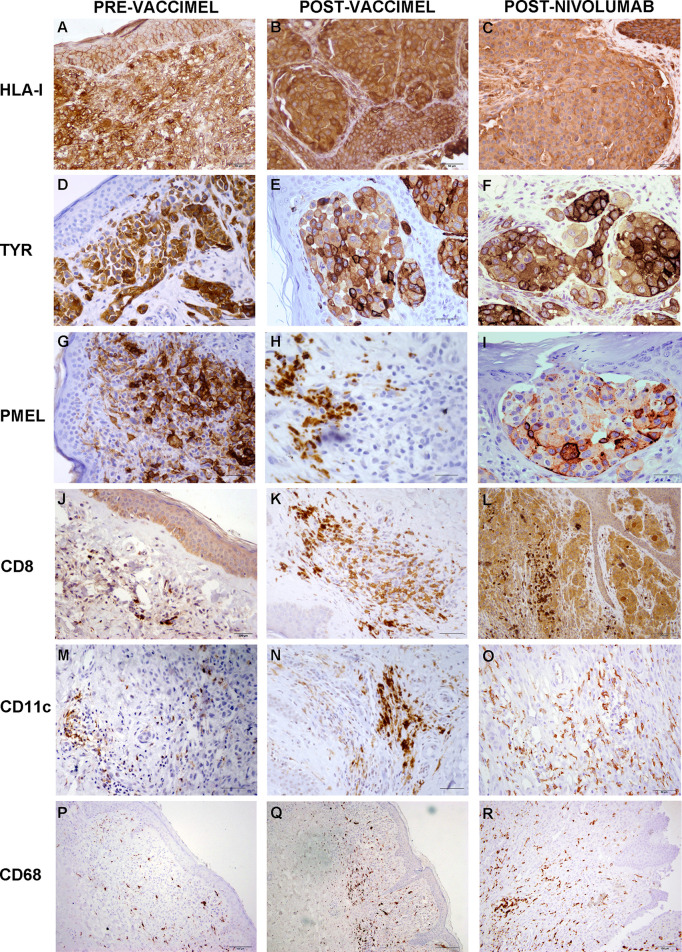 PRE-VACCIMEL POST-VACCIMEL POST-NIVOLUMAB
HLA-I A B C
TYR D E F
PMEL G H I
CD8 J K L
CD11c M N O
CD68 P Q R